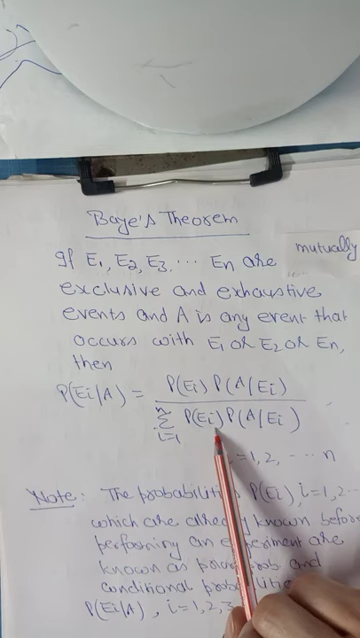 Baye's Theorem
If E1, E2, E3, ... En are mutually
exclusive and exhaustive
events and A is any event that
occurs with E1 or E2 or En,
then
P(Ei/A) = P(Ei) P(A/Ei)
n Σ i=1 P(Ei) P(A/Ei)
i=1,2, ... n
Note: The probabilities P(Ei), i=1,2..
which are already known before
performing an experiment are
known as and
conditional
P(Ei/A), i=1,2,3